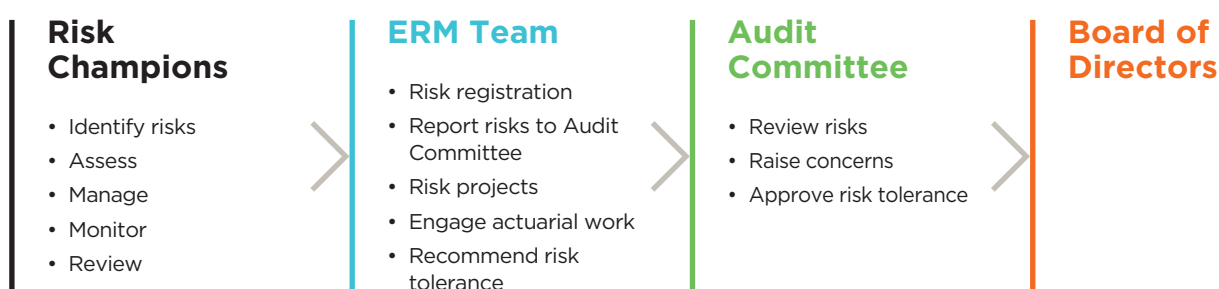 Risk
Champions
• Identify risks
• Assess
• Manage
• Monitor
• Review
ERM Team
• Risk registration
• Report risks to Audit
Committee
• Risk projects
• Engage actuarial work
• Recommend risk
tolerance
Audit
Committee
• Review risks
• Raise concerns
• Approve risk tolerance
Board of
Directors